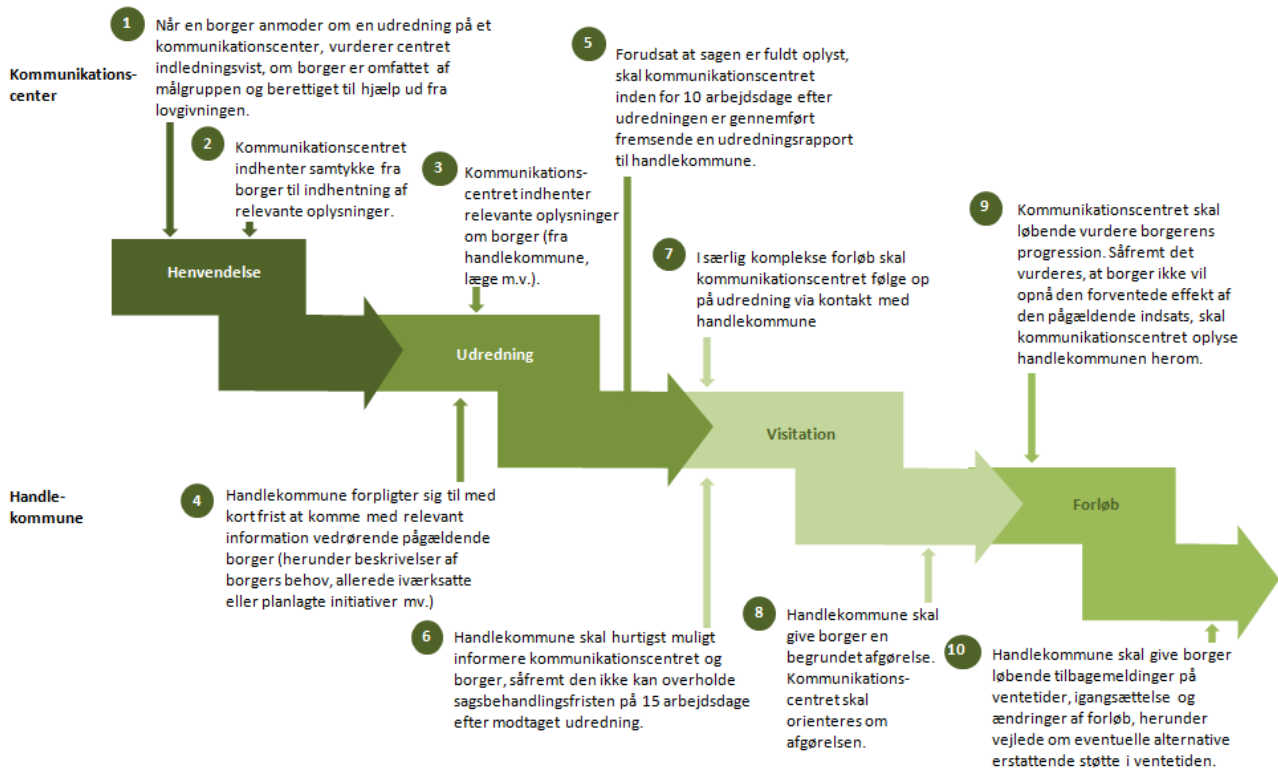 Kommunikations-
center
1
Når en borger anmoder om en udredning på et
kommunikationscenter, vurderer centret
indledningsvist, om borger er omfattet af
målgruppen og berettiget til hjælp ud fra
lovgivningen.
2
Kommunikationscentret
indhenter samtykke fra
borger til indhentning af
relevante oplysninger.
3
Kommunikations-
centret indhenter
relevante oplysninger
om borger (fra
handlekommune,
læge m.v.).
5
Forudsat at sagen er fuldt oplyst,
skal kommunikationscentret
inden for 10 arbejdsdage efter
udredningen er gennemført
fremsende en udredningsrapport
til handlekommune.
7
I særlig komplekse forløb skal
kommunikationscentret følge op
på udredning via kontakt med
handlekommune
9
Kommunikationscentret skal
løbende vurdere borgerens
progression. Såfremt det
vurderes, at borger ikke vil
opnå den forventede effekt af
den pågældende indsats, skal
kommunikationscentret oplyse
handlekommunen herom.
Henvendelse
Udredning
Visitation
Forløb
Handle-
kommune
4
Handlekommune forpligter sig til med
kort frist at komme med relevant
information vedrørende pågældende
borger (herunder beskrivelser af
borgers behov, allerede iværksatte
eller planlagte initiativer mv.)
6
Handlekommune skal hurtigst muligt
informere kommunikationscentret og
borger, såfremt den ikke kan overholde
sagsbehandlingsfristen på 15 arbejdsdage
efter modtaget udredning.
8
Handlekommune skal
give borger en
begrundet afgørelse.
Kommunikations-
centret skal
orienteres om
afgørelsen.
10
Handlekommune skal give borger
løbende tilbagemeldinger på
ventetider, igangsættelse og
ændringer af forløb, herunder
vejlede om eventuelle alternative
erstattende støtte i ventetiden.